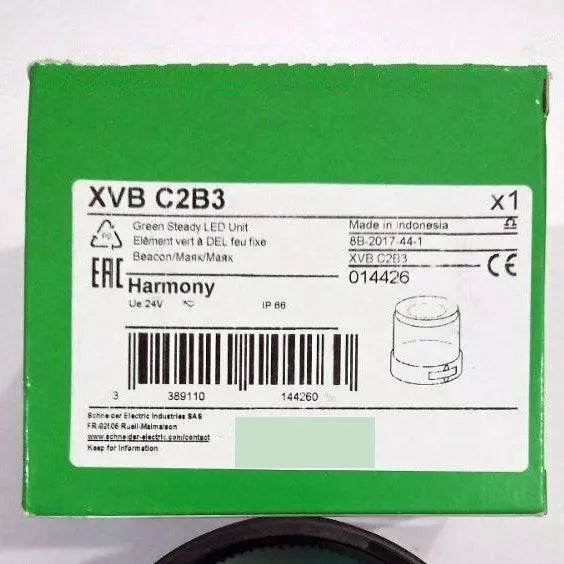 XVB C2B3
x1
Green Steady LED Unit
Elément vert à DEL feu fixe
Beacon/Маяк/Маяк
Made in Indonesia
8B-2017-44-1
XVB C2B3
014426
PE
EAC
CE
Harmony
Ue 24V
IP 66
3 389110 144260
Schneider Electric Industries SAS
FR-92506 Rueil-Malmaison
www.schneider-electric.com/contact
Keep for Information